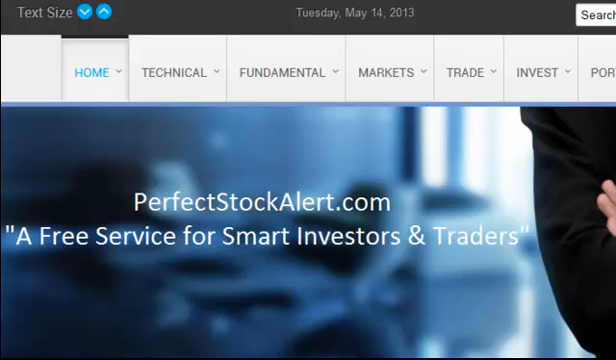 Text Size
Tuesday, May 14, 2013
Search
HOME
TECHNICAL
FUNDAMENTAL
MARKETS
TRADE
INVEST
POR
PerfectStockAlert.com
"A Free Service for Smart Investors & Traders"